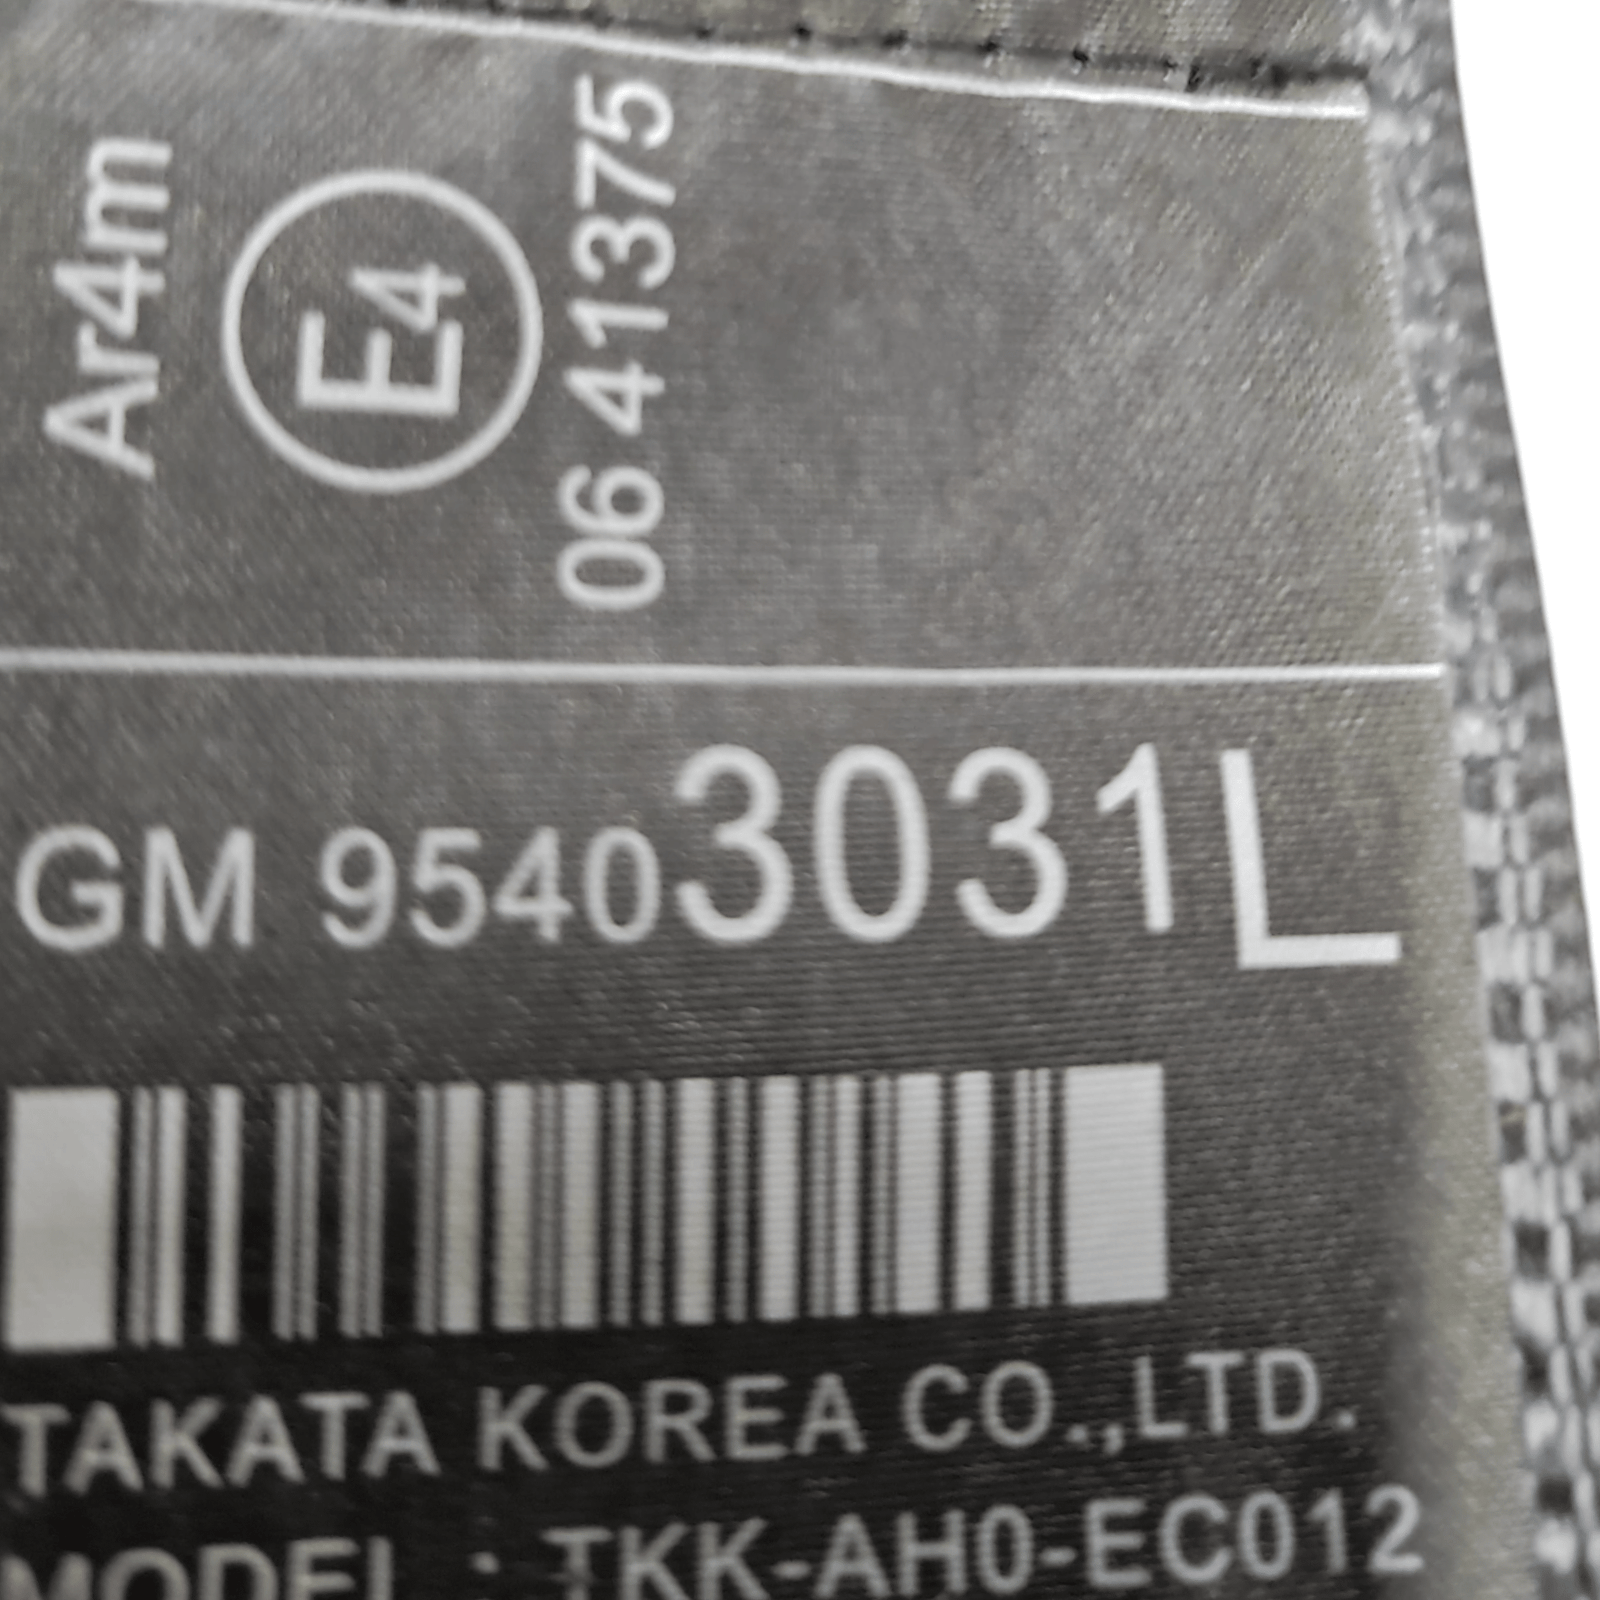 Ar4m
E4
06 41375
GM 95403031L
TAKATA KOREA CO.,LTD.
MODEL : TKK-AH0-EC012